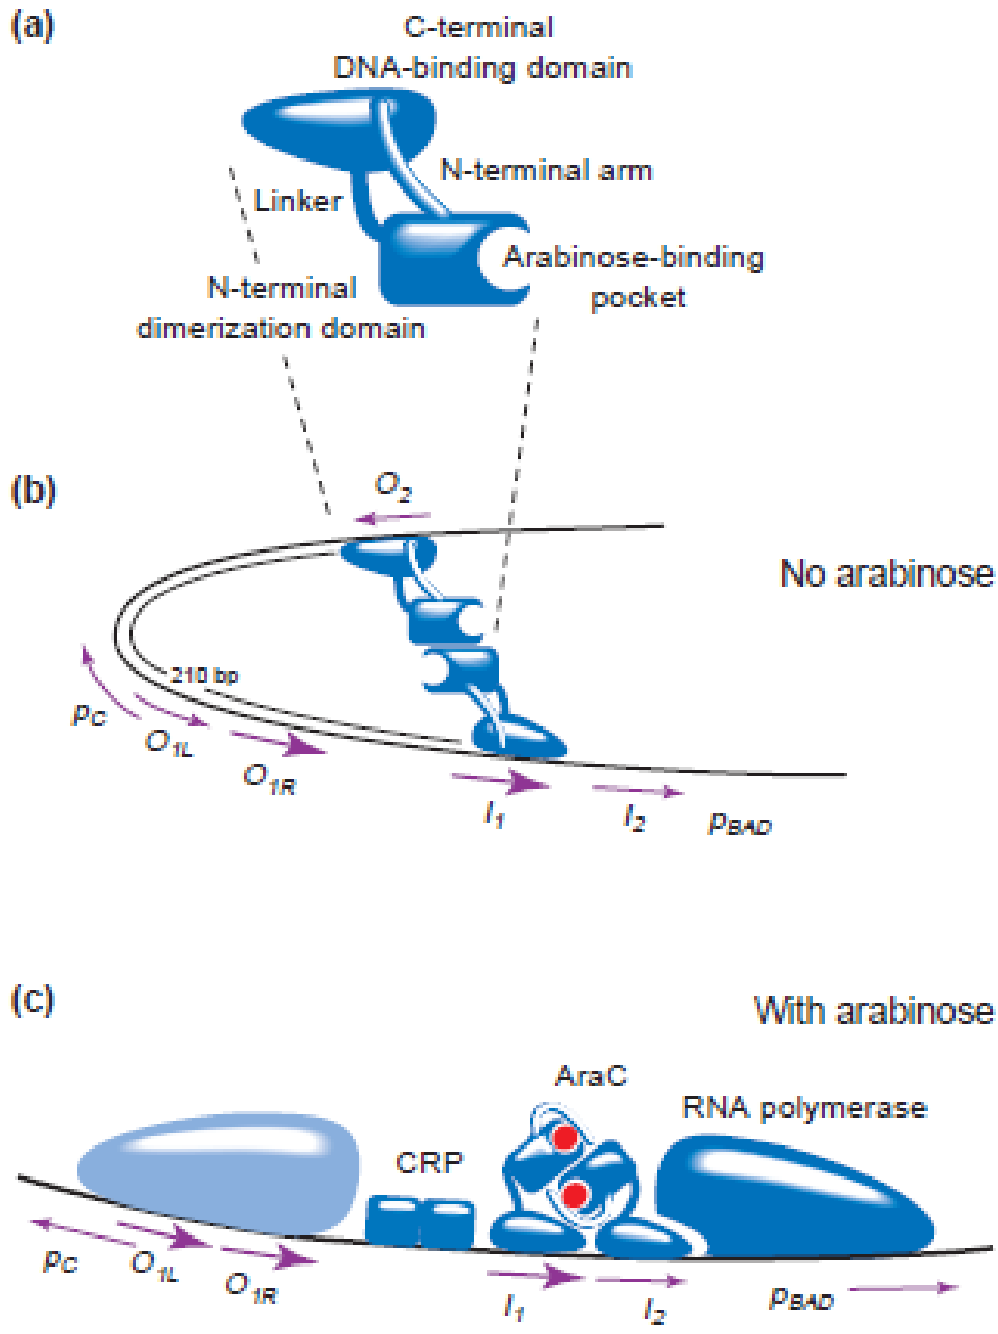 (a)
C-terminal
DNA-binding domain
N-terminal arm
Linker
Arabinose-binding
pocket
N-terminal
dimerization domain
(b)
O2
No arabinose
210 bp
pC
O1L
O1R
I1
I2
pBAD
(c)
With arabinose
AraC
RNA polymerase
CRP
pC
O1L
O1R
I1
I2
pBAD